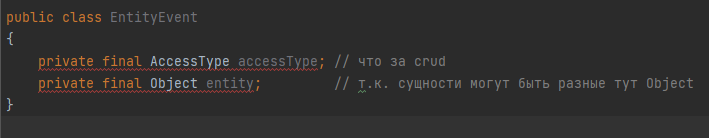 public class EntityEvent
{
    private final AccessType accessType; // что за crud
    private final Object entity;         // т.к. сущности могут быть разные тут Object
}